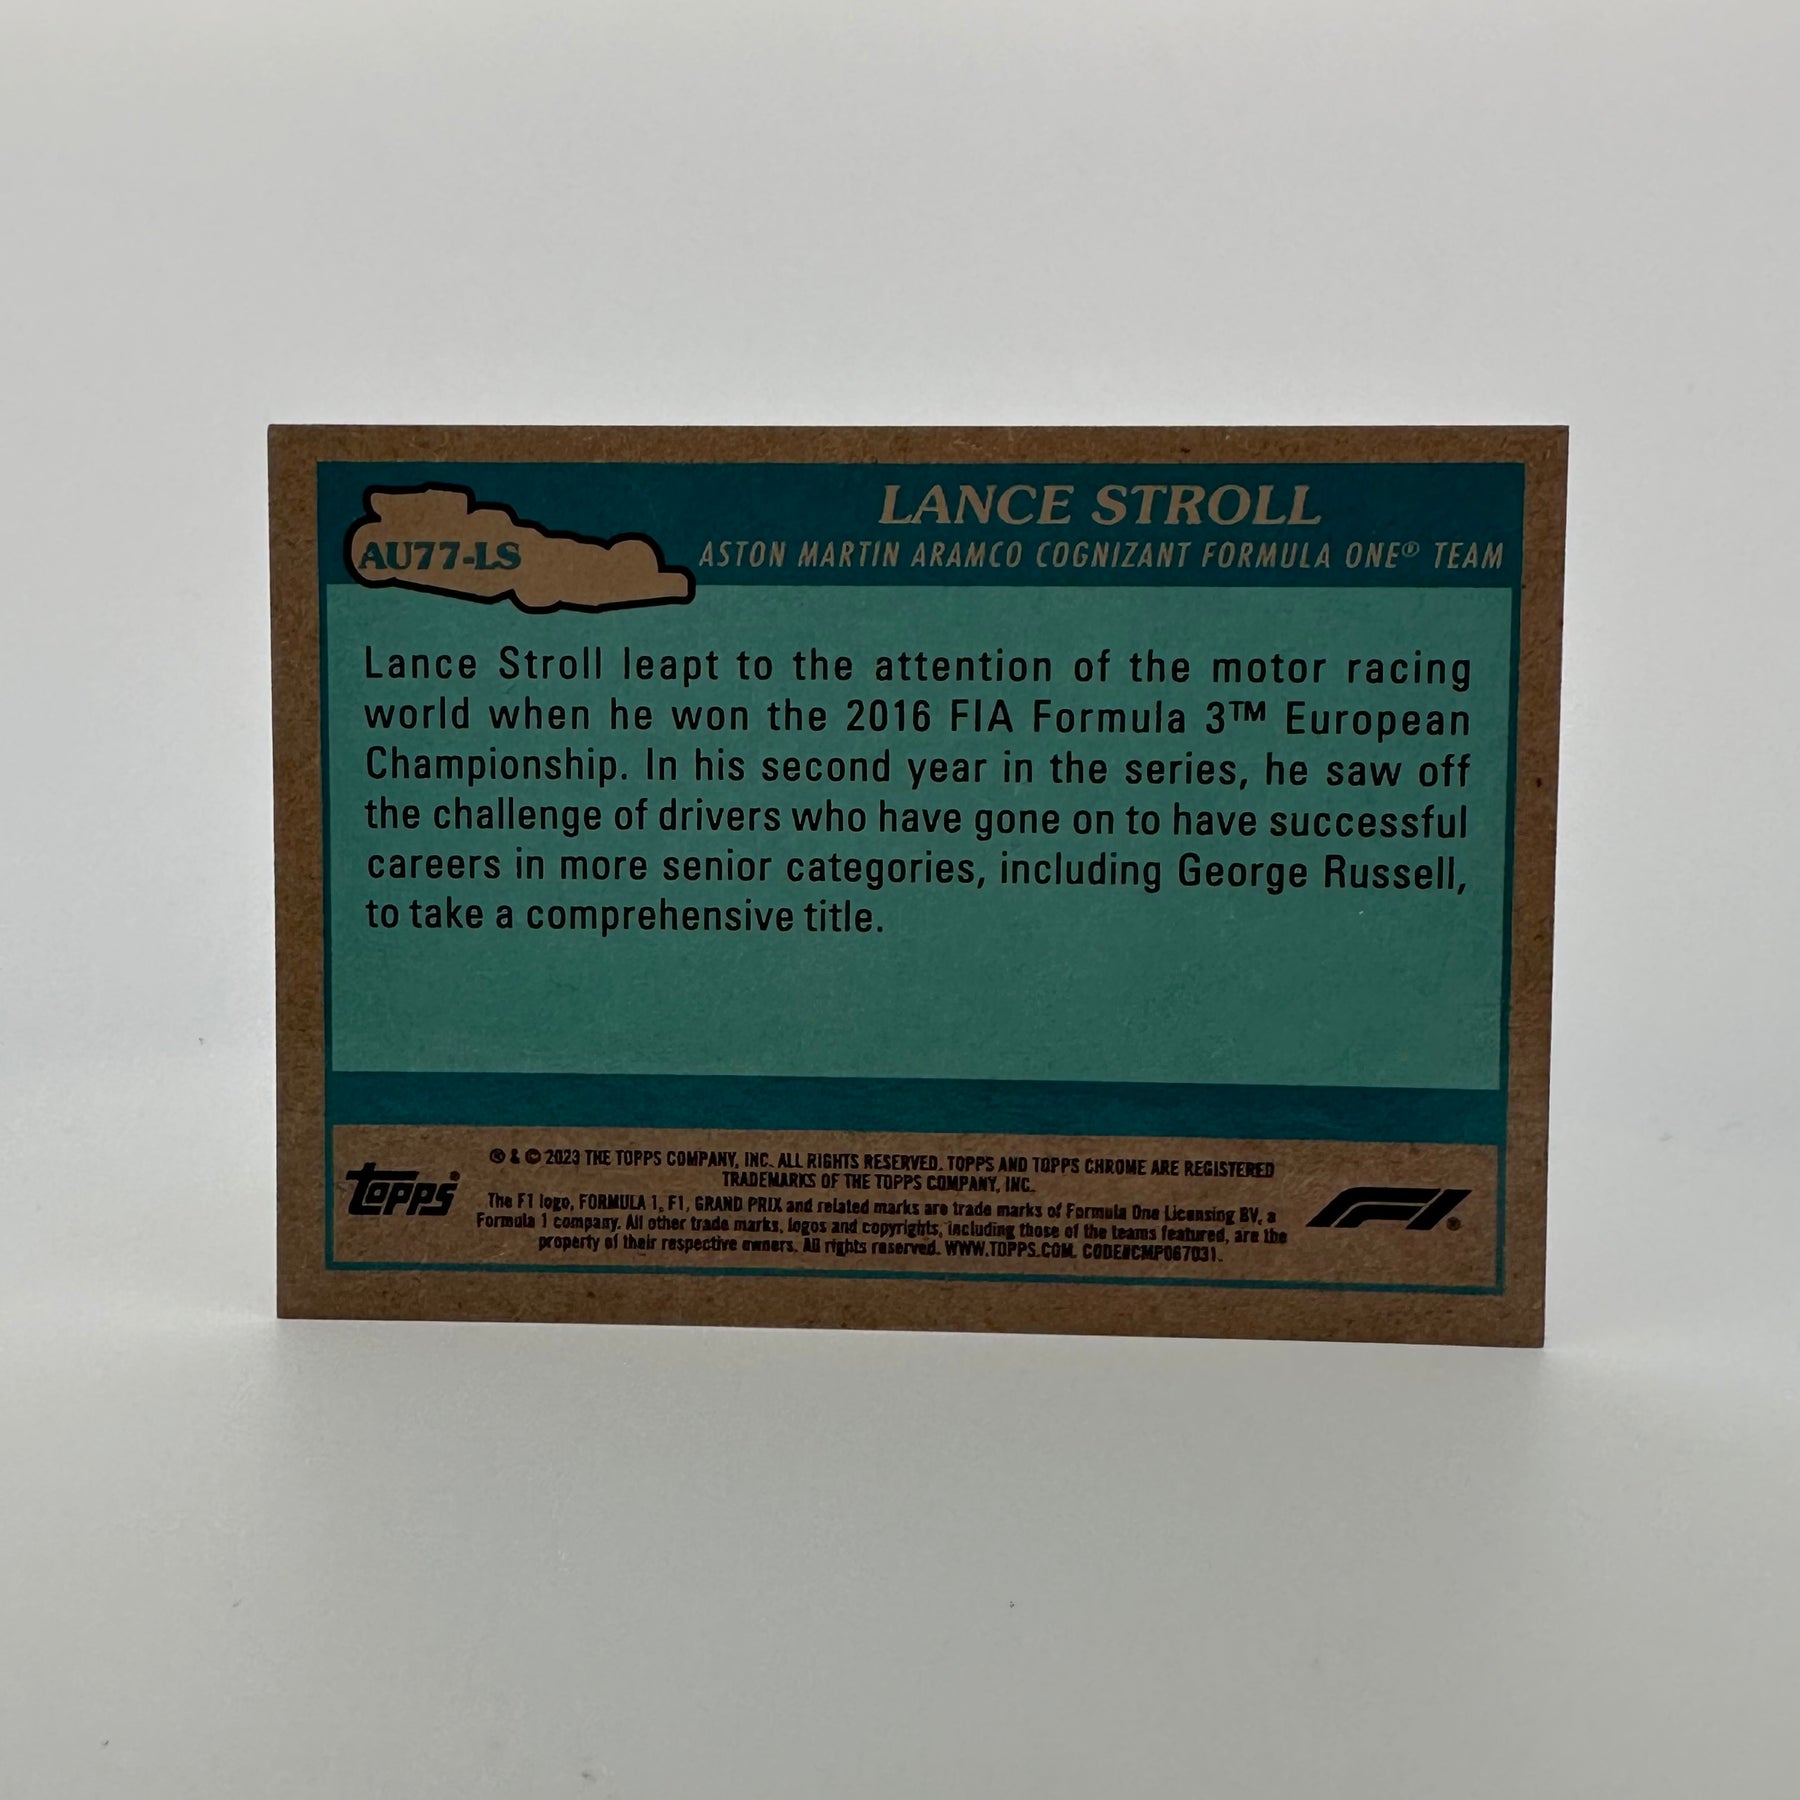 LANCE STROLL
AU77-LS
ASTON MARTIN ARAMCO COGNIZANT FORMULA ONE® TEAM
Lance Stroll leapt to the attention of the motor racing
world when he won the 2016 FIA Formula 3™ European
Championship. In his second year in the series, he saw off
the challenge of drivers who have gone on to have successful
careers in more senior categories, including George Russell,
to take a comprehensive title.
topps
® & © 2023 THE TOPPS COMPANY, INC. ALL RIGHTS RESERVED. TOPPS AND TOPPS CHROME ARE REGISTERED
TRADEMARKS OF THE TOPPS COMPANY, INC.
The F1 logo, FORMULA 1, F1, GRAND PRIX and related marks are trade marks of Formula One Licensing BV, a
Formula 1 company. All other trade marks, logos and copyrights, including those of the teams featured, are the
property of their respective owners. All rights reserved. WWW.TOPPS.COM. CODE#CMP067031.
F1®